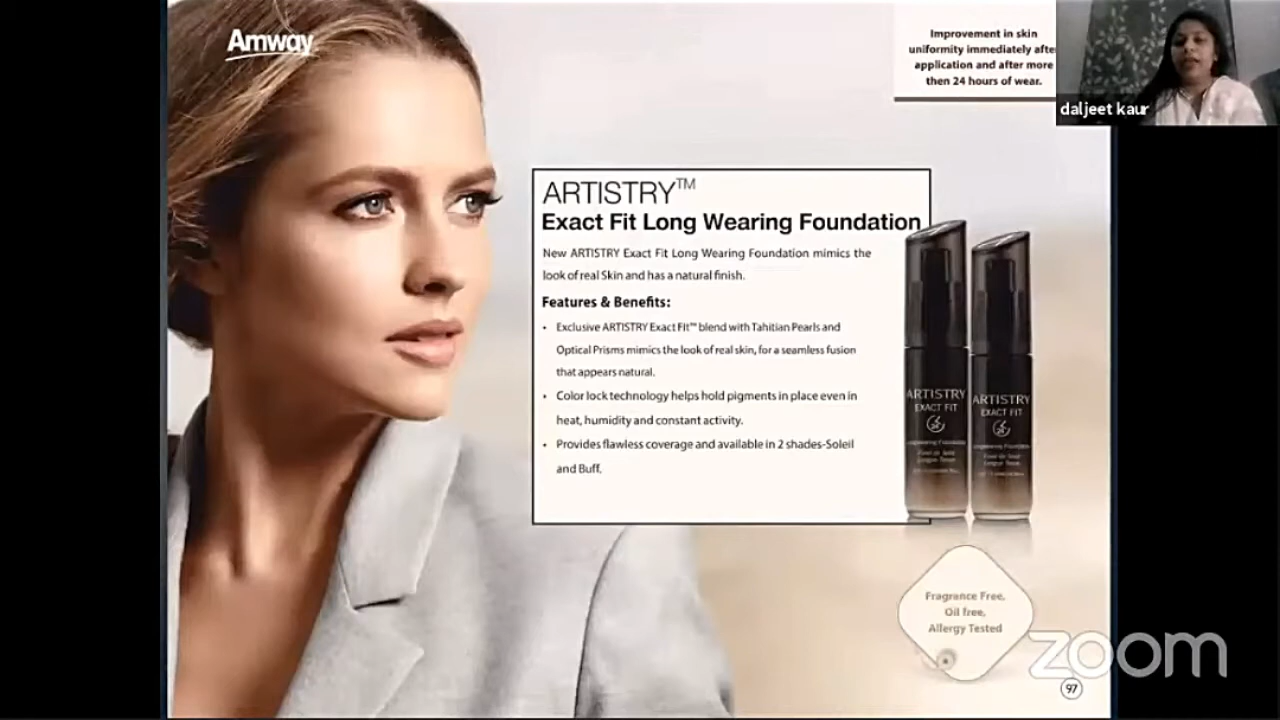 Amway
Improvement in skin
uniformity immediately afte
application and after more
then 24 hours of wear.
daljeet kaur
ARTISTRY™
Exact Fit Long Wearing Foundation
New ARTISTRY Exact Fit Long Wearing Foundation mimics the
look of real Skin and has a natural finish.
Features & Benefits:
• Exclusive ARTISTRY Exact Fit™ blend with Tahitian Pearls and
Optical Prisms mimics the look of real skin, for a seamless fusion
that appears natural.
• Color lock technology helps hold pigments in place even in
heat, humidity and constant activity.
• Provides flawless coverage and available in 2 shades-Soleil
and Buff.
ARTISTRY
EXACT FIT
ARTISTRY
EXACT FIT
Fragrance Free,
Oil free,
Allergy Tested
zoom
97